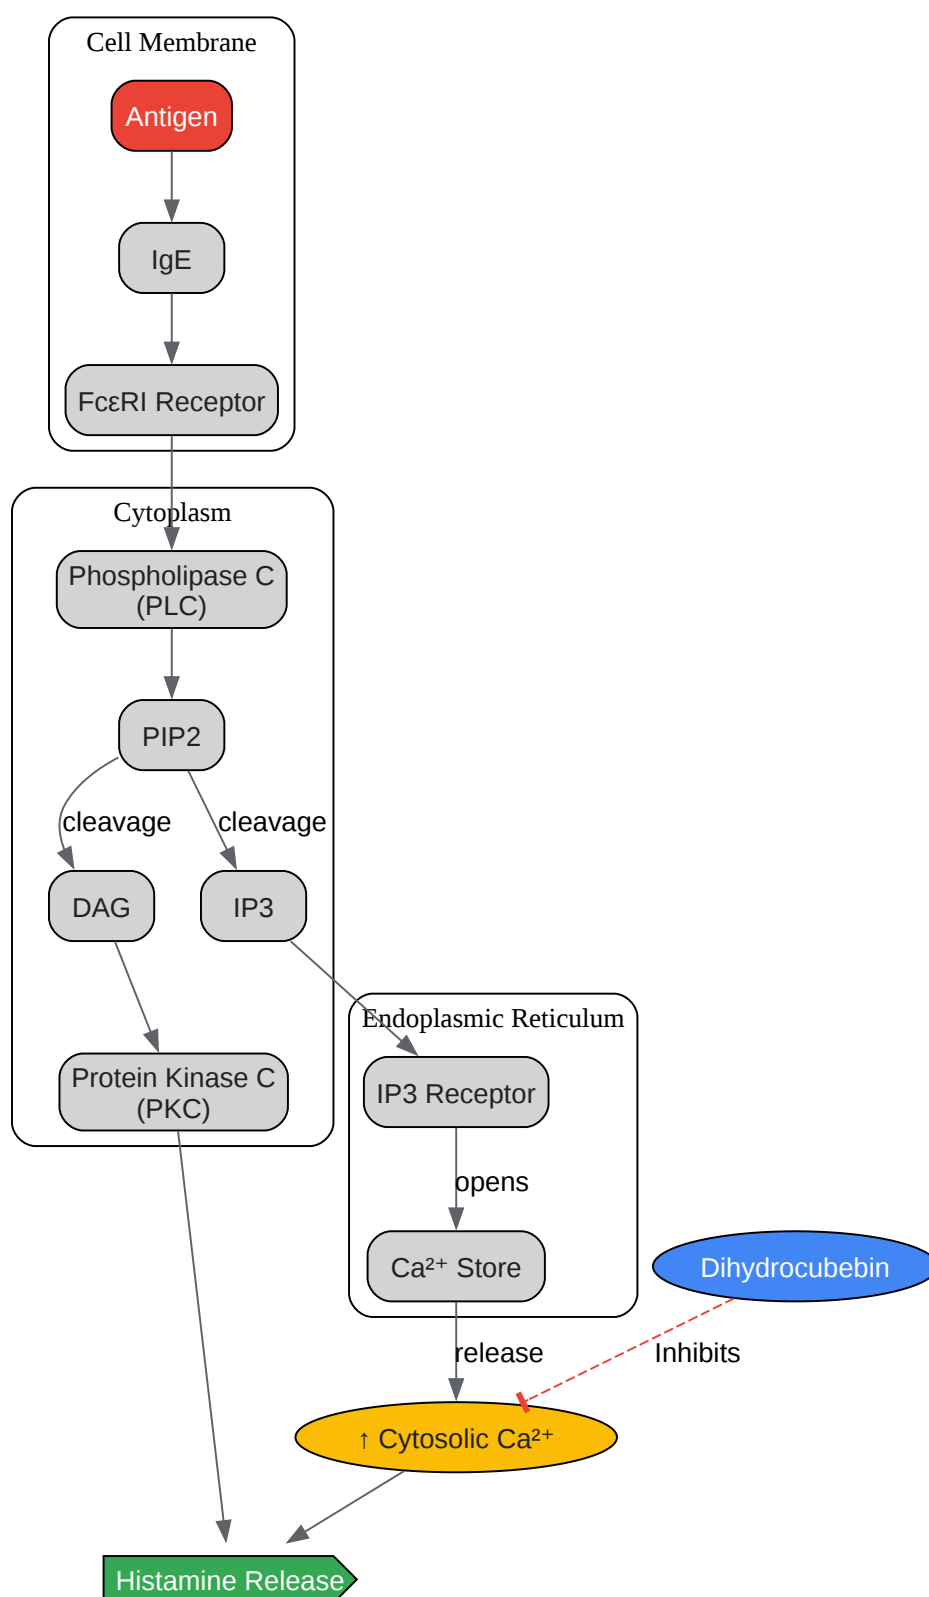 Cell Membrane
Antigen
IgE
FcεRI Receptor
Cytoplasm
Phospholipase C
(PLC)
PIP2
cleavage
cleavage
DAG
IP3
Protein Kinase C
(PKC)
Endoplasmic Reticulum
IP3 Receptor
opens
Ca²⁺ Store
Dihydrocubebin
release
Inhibits
↑ Cytosolic Ca²⁺
Histamine Release